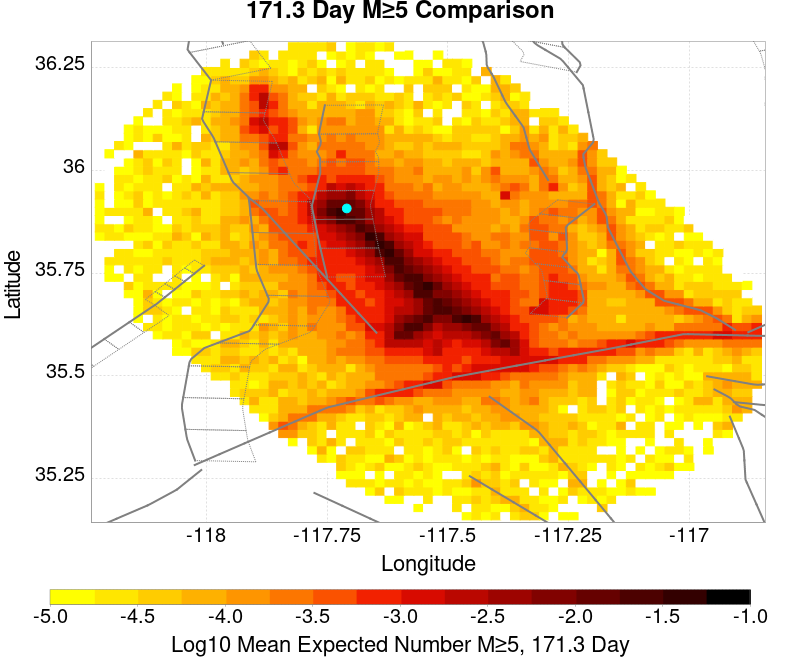 171.3 Day M≥5 Comparison
36.25
36
35.75
35.5
35.25
Latitude
-118 -117.75 -117.5 -117.25 -117
Longitude
-5.0 -4.5 -4.0 -3.5 -3.0 -2.5 -2.0 -1.5 -1.0
Log10 Mean Expected Number M≥5, 171.3 Day